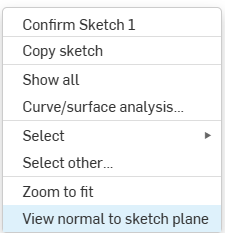 Confirm Sketch 1
Copy sketch
Show all
Curve/surface analysis...
Select
Select other...
Zoom to fit
View normal to sketch plane